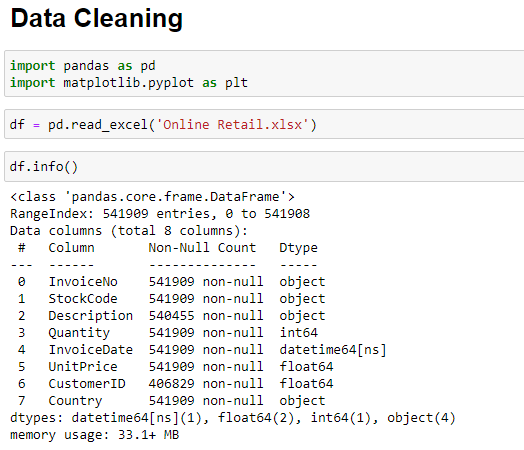 Data Cleaning
import pandas as pd
import matplotlib.pyplot as plt
df = pd.read_excel('Online Retail.xlsx')
df.info()
<class 'pandas.core.frame.DataFrame'>
RangeIndex: 541909 entries, 0 to 541908
Data columns (total 8 columns):
 #   Column       Non-Null Count   Dtype
---  ------       --------------   -----
 0   InvoiceNo    541909 non-null  object
 1   StockCode    541909 non-null  object
 2   Description  540455 non-null  object
 3   Quantity     541909 non-null  int64
 4   InvoiceDate  541909 non-null  datetime64[ns]
 5   UnitPrice    541909 non-null  float64
 6   CustomerID   406829 non-null  float64
 7   Country      541909 non-null  object
dtypes: datetime64[ns](1), float64(2), int64(1), object(4)
memory usage: 33.1+ MB